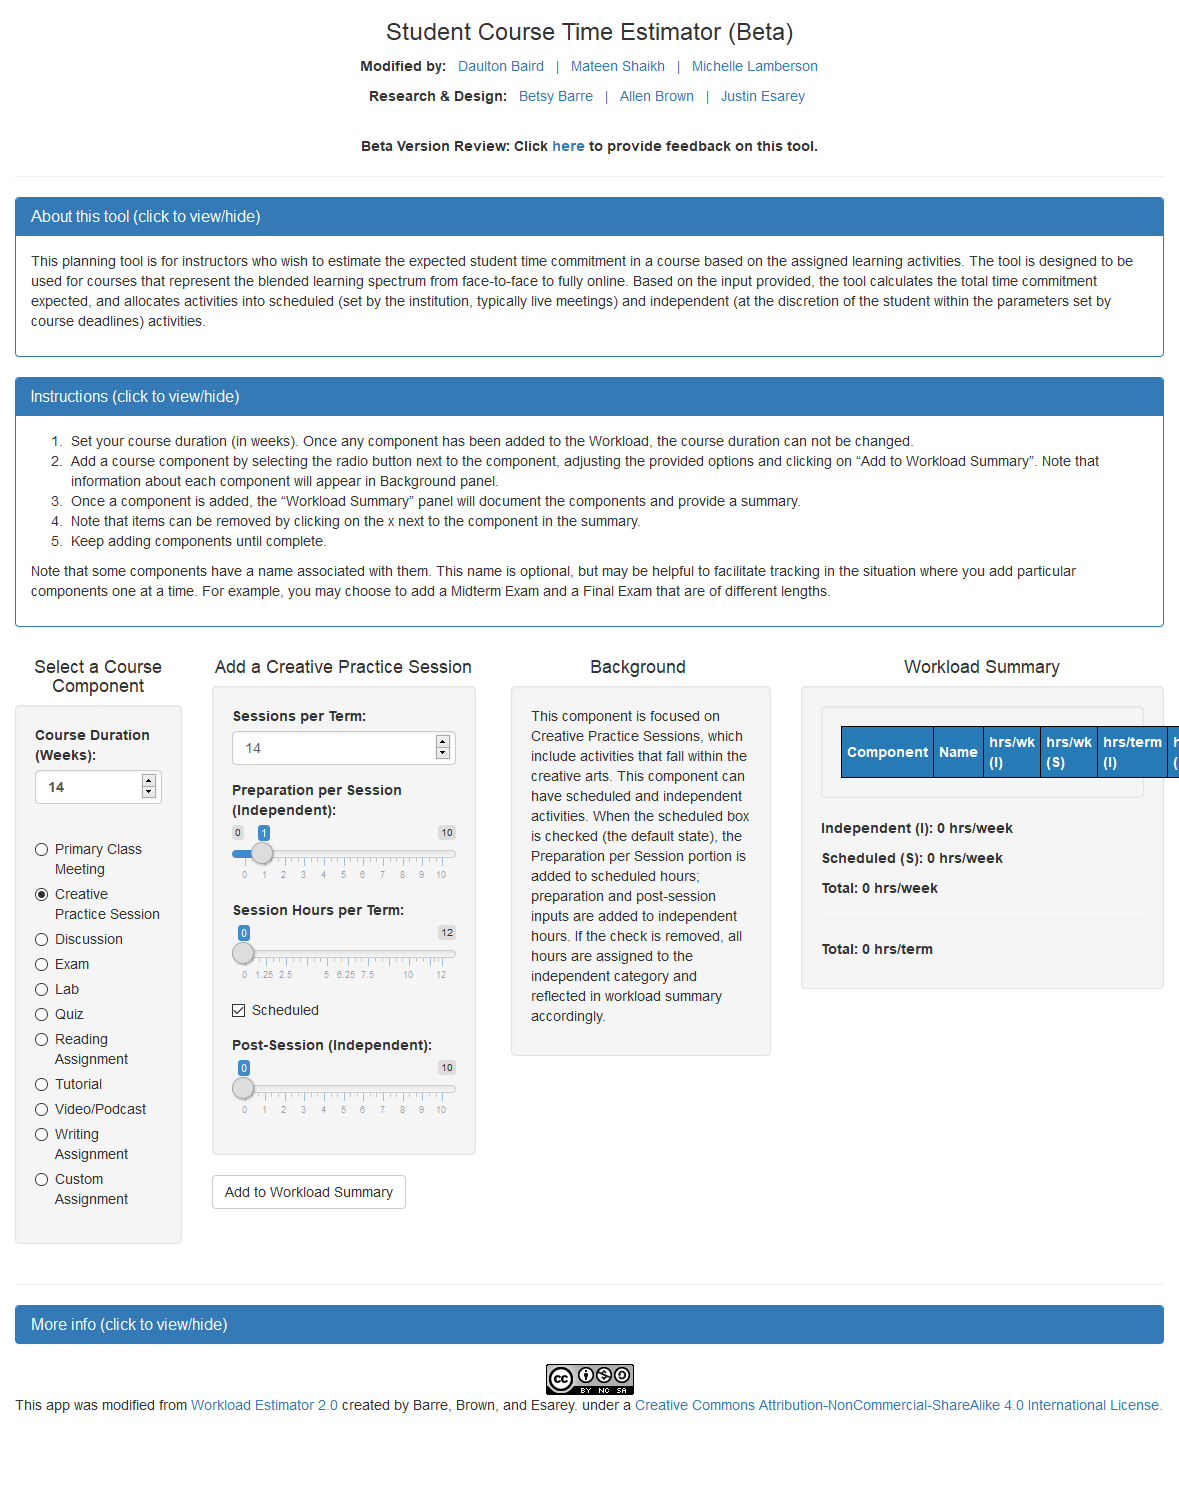 Student Course Time Estimator (Beta)
Modified by: Daulton Baird | Mateen Shaikh | Michelle Lamberson
Research & Design: Betsy Barre | Allen Brown | Justin Esarey
Beta Version Review: Click here to provide feedback on this tool.
About this tool (click to view/hide)
This planning tool is for instructors who wish to estimate the expected student time commitment in a course based on the assigned learning activities. The tool is designed to be
used for courses that represent the blended learning spectrum from face-to-face to fully online. Based on the input provided, the tool calculates the total time commitment
expected, and allocates activities into scheduled (set by the institution, typically live meetings) and independent (at the discretion of the student within the parameters set by
course deadlines) activities.
Instructions (click to view/hide)
1. Set your course duration (in weeks). Once any component has been added to the Workload, the course duration can not be changed.
2. Add a course component by selecting the radio button next to the component, adjusting the provided options and clicking on “Add to Workload Summary”. Note that
information about each component will appear in Background panel.
3. Once a component is added, the “Workload Summary” panel will document the components and provide a summary.
4. Note that items can be removed by clicking on the x next to the component in the summary.
5. Keep adding components until complete.
Note that some components have a name associated with them. This name is optional, but may be helpful to facilitate tracking in the situation where you add particular
components one at a time. For example, you may choose to add a Midterm Exam and a Final Exam that are of different lengths.
Select a Course
Component
Course Duration
(Weeks):
14
Primary Class
Meeting
Creative
Practice Session
Discussion
Exam
Lab
Quiz
Reading
Assignment
Tutorial
Video/Podcast
Writing
Assignment
Custom
Assignment
Add a Creative Practice Session
Sessions per Term:
14
Preparation per Session
(Independent):
0 1 10
0 1 2 3 4 5 6 7 8 9 10
Session Hours per Term:
0 12
0 1.25 2.5 5 6.25 7.5 10 12
Scheduled
Post-Session (Independent):
0 10
0 1 2 3 4 5 6 7 8 9 10
Add to Workload Summary
Background
This component is focused on
Creative Practice Sessions, which
include activities that fall within the
creative arts. This component can
have scheduled and independent
activities. When the scheduled box
is checked (the default state), the
Preparation per Session portion is
added to scheduled hours;
preparation and post-session
inputs are added to independent
hours. If the check is removed, all
hours are assigned to the
independent category and
reflected in workload summary
accordingly.
Workload Summary
Component Name hrs/wk hrs/wk hrs/term h
(I) (S) (I) (
Independent (I): 0 hrs/week
Scheduled (S): 0 hrs/week
Total: 0 hrs/week
Total: 0 hrs/term
More info (click to view/hide)
cc BY NC SA
This app was modified from Workload Estimator 2.0 created by Barre, Brown, and Esarey. under a Creative Commons Attribution-NonCommercial-ShareAlike 4.0 International License.